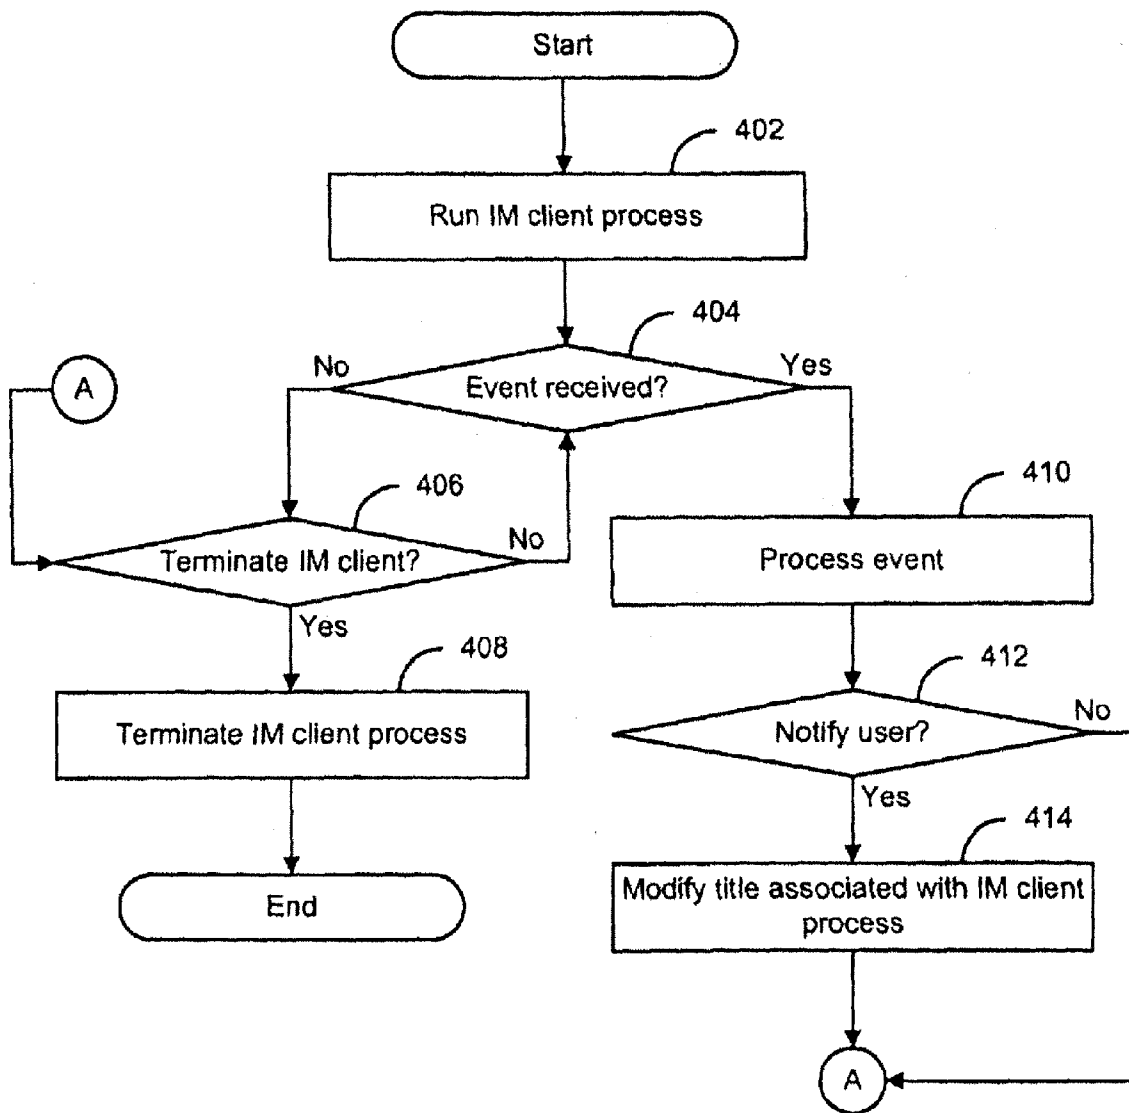 Start
402
Run IM client process
404
No
Yes
A
Event received?
406
410
Terminate IM client?
No
Process event
Yes
408
412
Terminate IM client process
Notify user?
No
Yes
414
End
Modify title associated with IM client
process
A